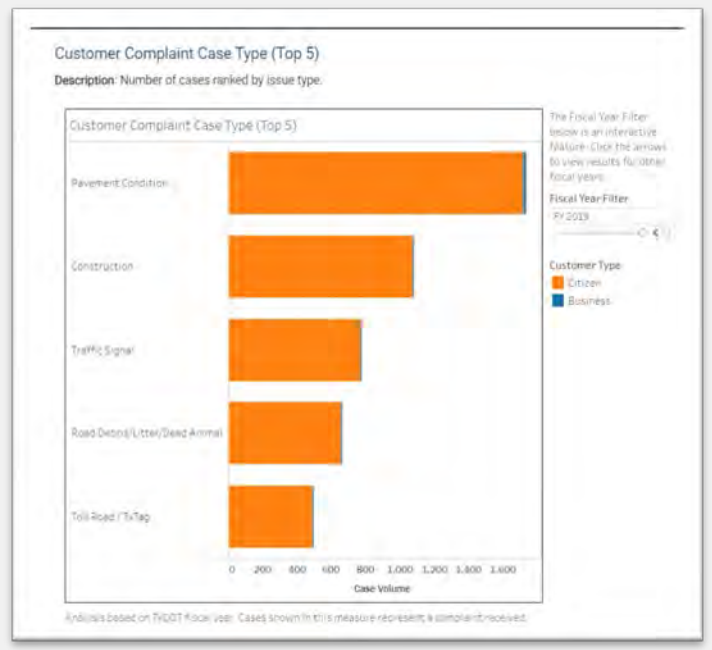 Customer Complaint Case Type (Top 5)
Description: Number of cases ranked by issue type.
Customer Complaint Case Type (Top 5)
Pavement Condition
Construction
Traffic Signal
Road Debris/Litter/Dead Animal
Toll Road / TxTag
0 200 400 600 800 1,000 1,200 1,400 1,600
Case Volume
The Fiscal Year Filter
below is an interactive
feature. Click the arrows
to view results for other
fiscal years.
Fiscal Year Filter
FY 2019
Customer Type
Citizen
Business
Analysis based on TxDOT fiscal year. Cases shown in this measure represent a complaint received.